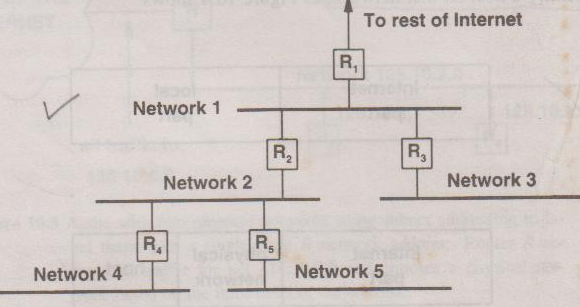 To rest of Internet
R1
Network 1
R2
R3
Network 2
Network 3
R4
R5
Network 4
Network 5